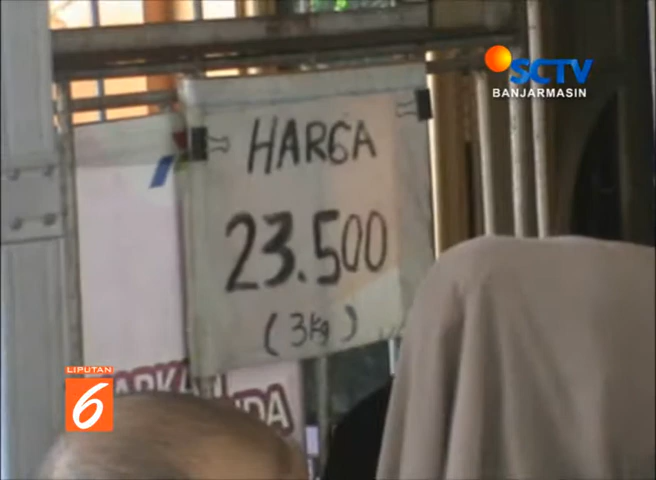 SCTV
BANJARMASIN
HARGA
23.500
(3Kg)
LIPUTAN
6